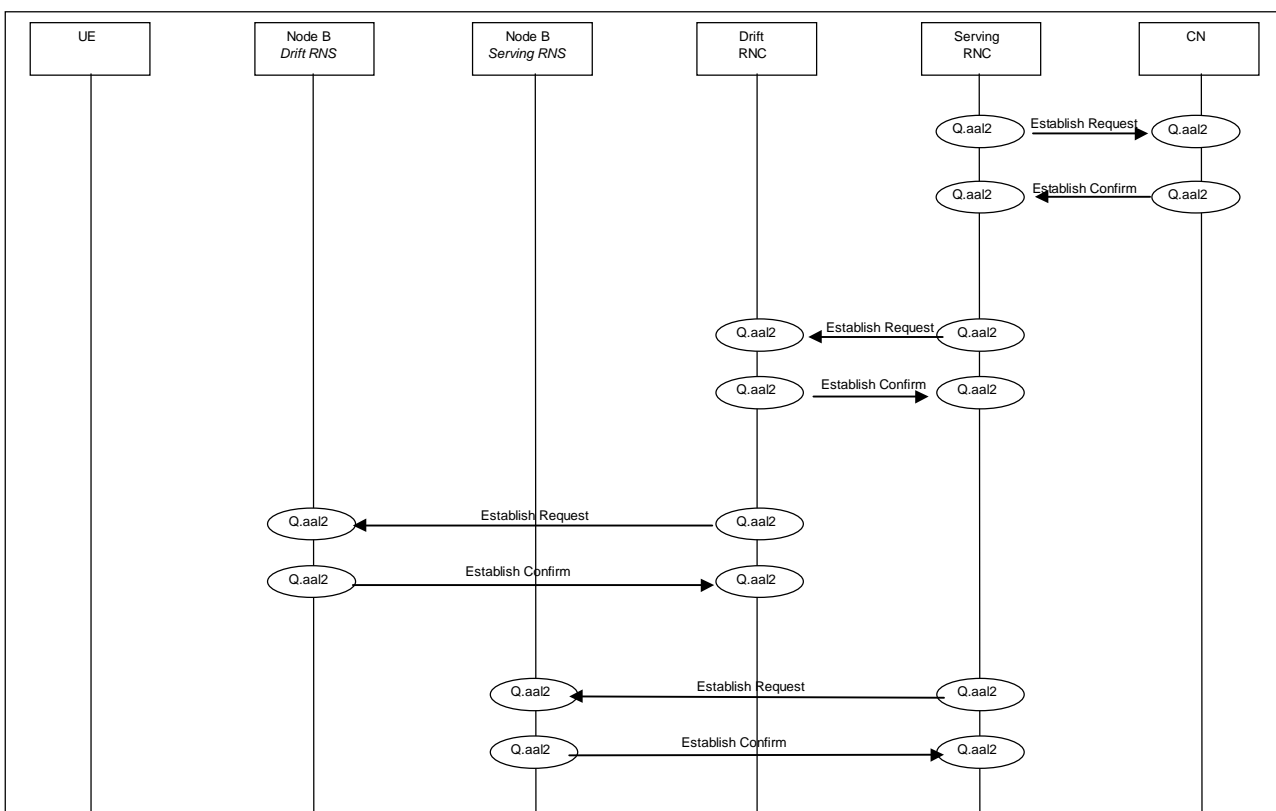 UE
Node B
Drift RNS
Node B
Serving RNS
Drift
RNC
Serving
RNC
CN
Q.aal2
Establish Request
Q.aal2
Q.aal2
Establish Confirm
Q.aal2
Q.aal2
Establish Request
Q.aal2
Q.aal2
Establish Confirm
Q.aal2
Q.aal2
Establish Request
Q.aal2
Q.aal2
Establish Confirm
Q.aal2
Q.aal2
Establish Request
Q.aal2
Q.aal2
Establish Confirm
Q.aal2